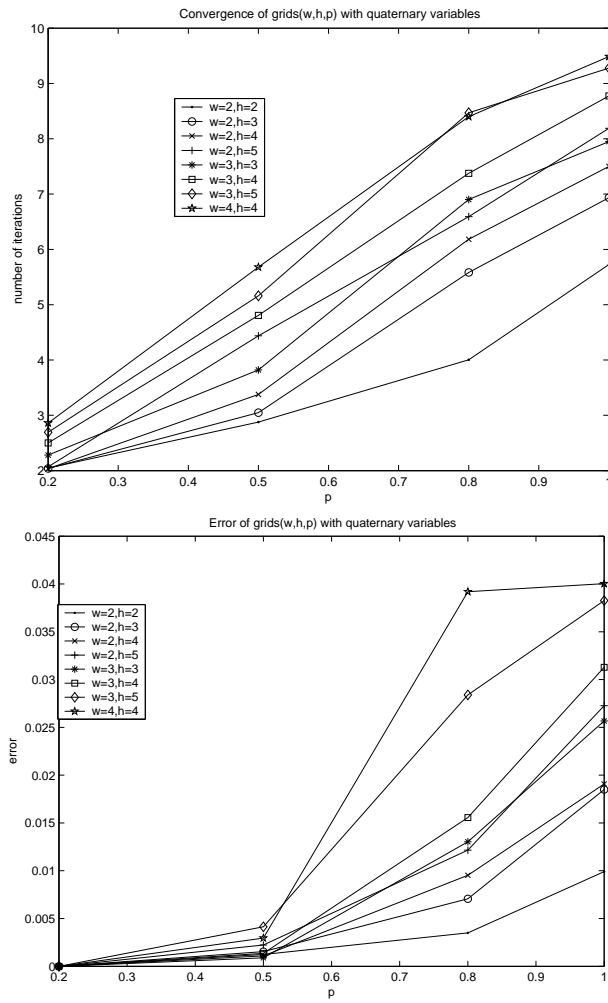 Convergence of grids(w,h,p) with quaternary variables
10
9
8
7
6
5
4
3
2
number of iterations
w=2,h=2
w=2,h=3
w=2,h=4
w=2,h=5
w=3,h=3
w=3,h=4
w=3,h=5
w=4,h=4
0.2 0.3 0.4 0.5 0.6 0.7 0.8 0.9 1
p
Error of grids(w,h,p) with quaternary variables
0.045
0.04
0.035
0.03
0.025
0.02
0.015
0.01
0.005
0
error
w=2,h=2
w=2,h=3
w=2,h=4
w=2,h=5
w=3,h=3
w=3,h=4
w=3,h=5
w=4,h=4
0.2 0.3 0.4 0.5 0.6 0.7 0.8 0.9 1
p